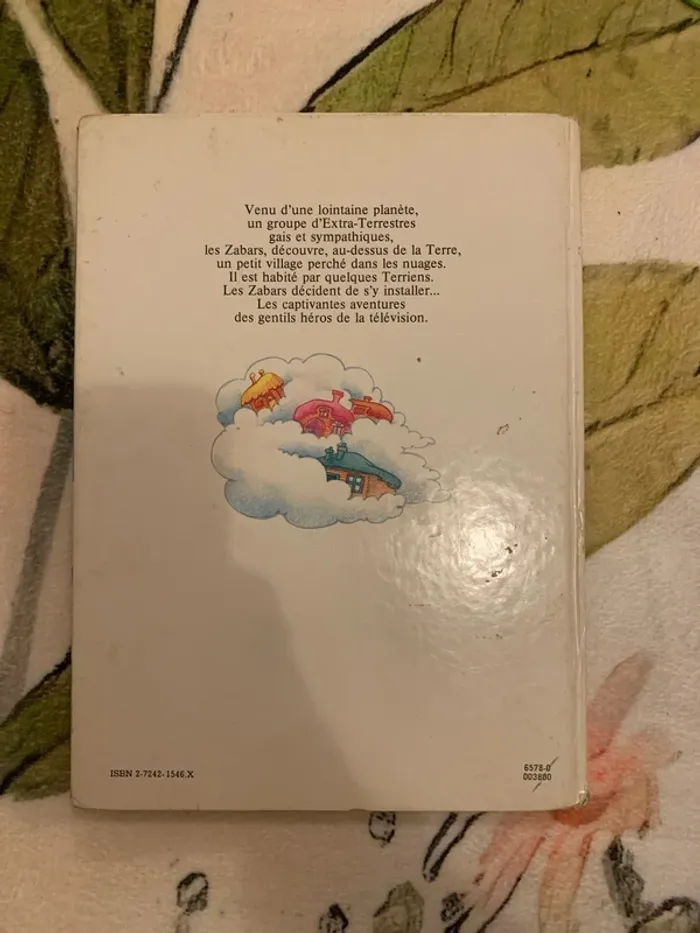 Venu d'une lointaine planète,
un groupe d'Extra-Terrestres
gais et sympathiques,
les Zabars, découvre, au-dessus de la Terre,
un petit village perché dans les nuages.
Il est habité par quelques Terriens.
Les Zabars décident de s'y installer...
Les captivantes aventures
des gentils héros de la télévision.
ISBN 2-7242-1546.X
6578-0
003800